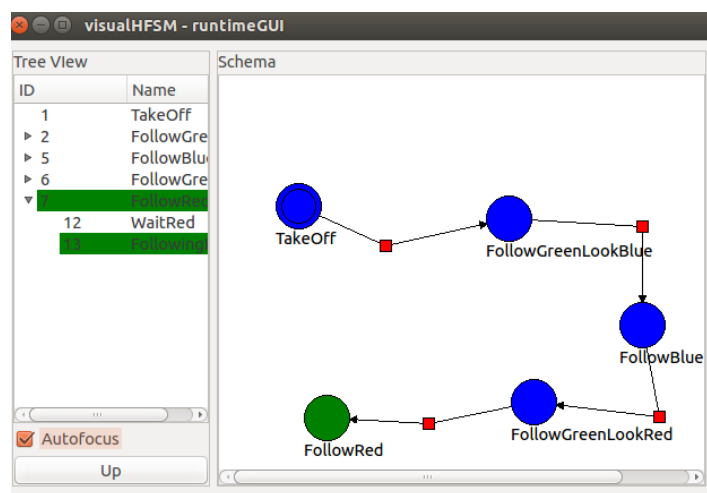 visualHFSM - runtimeGUI
Tree VIew
Schema
ID Name
1 TakeOff
2 FollowGre
5 FollowBlu
6 FollowGre
7 FollowRed
12 WaitRed
13 Following
TakeOff
FollowGreenLookBlue
FollowBlue
FollowGreenLookRed
FollowRed
Autofocus
Up